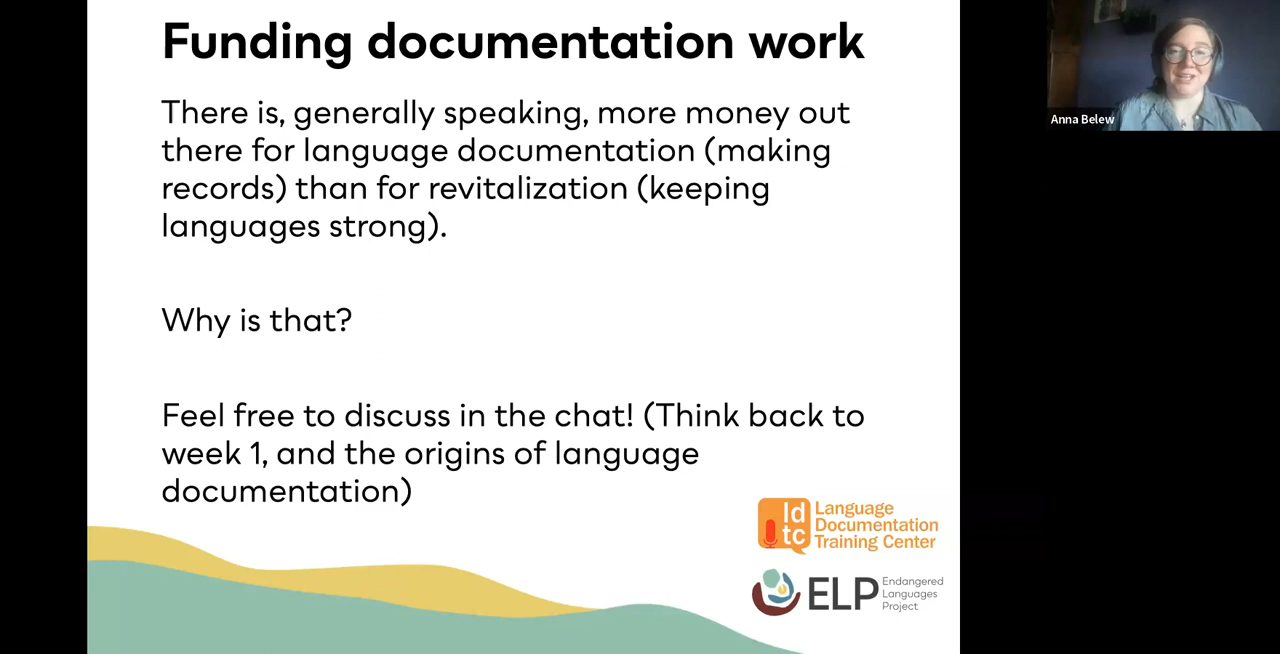 Funding documentation work
There is, generally speaking, more money out
there for language documentation (making
records) than for revitalization (keeping
languages strong).
Why is that?
Feel free to discuss in the chat! (Think back to
week 1, and the origins of language
documentation)
ld
tc
Language
Documentation
Training Center
ELP
Endangered
Languages
Project
Anna Belew